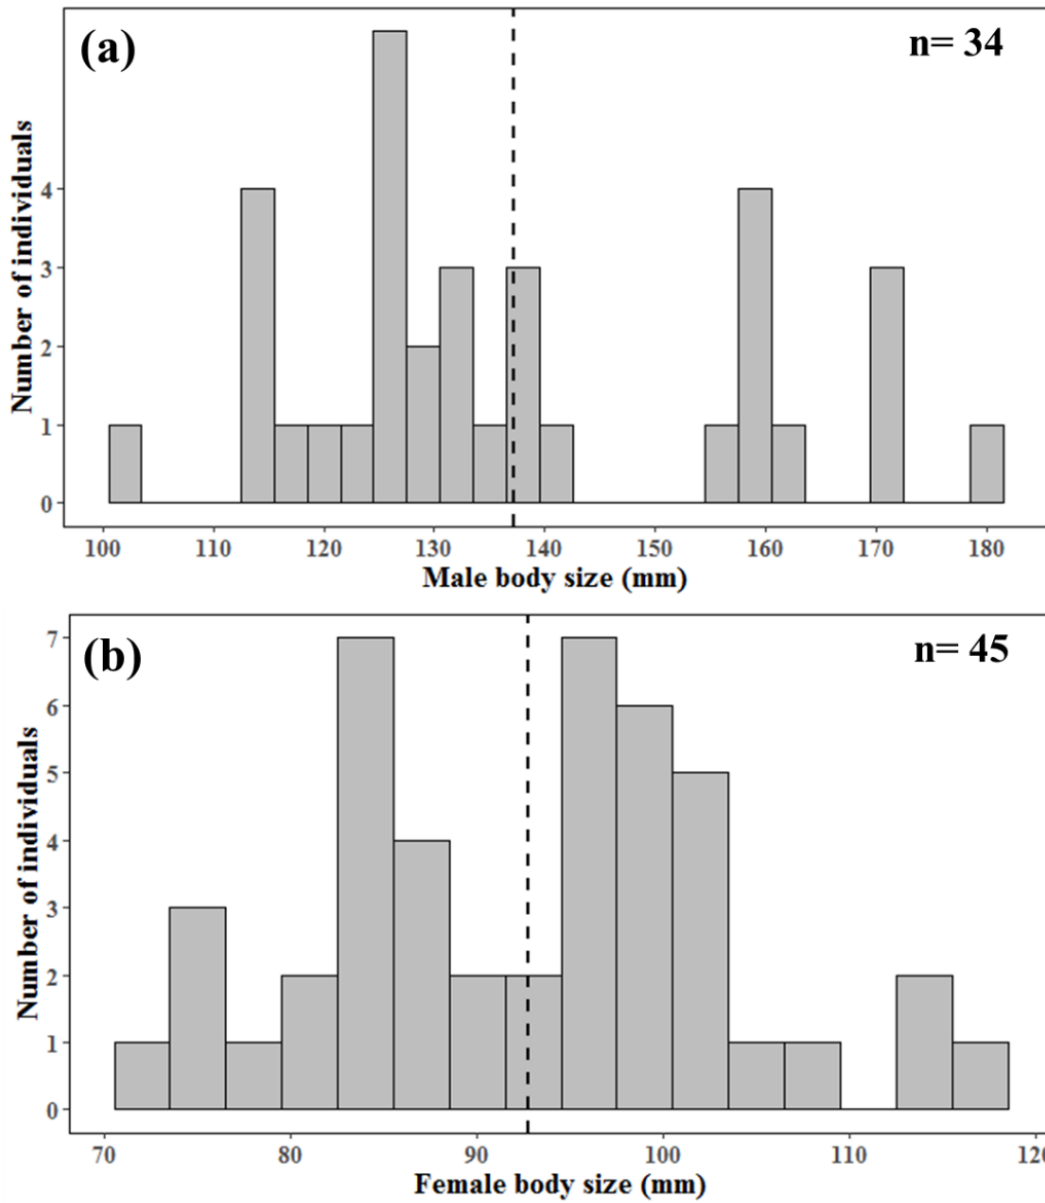 (a)
n= 34
Number of individuals
4
3
2
1
0
100 110 120 130 140 150 160 170 180
Male body size (mm)
(b)
n= 45
Number of individuals
7
6
5
4
3
2
1
0
70 80 90 100 110 120
Female body size (mm)